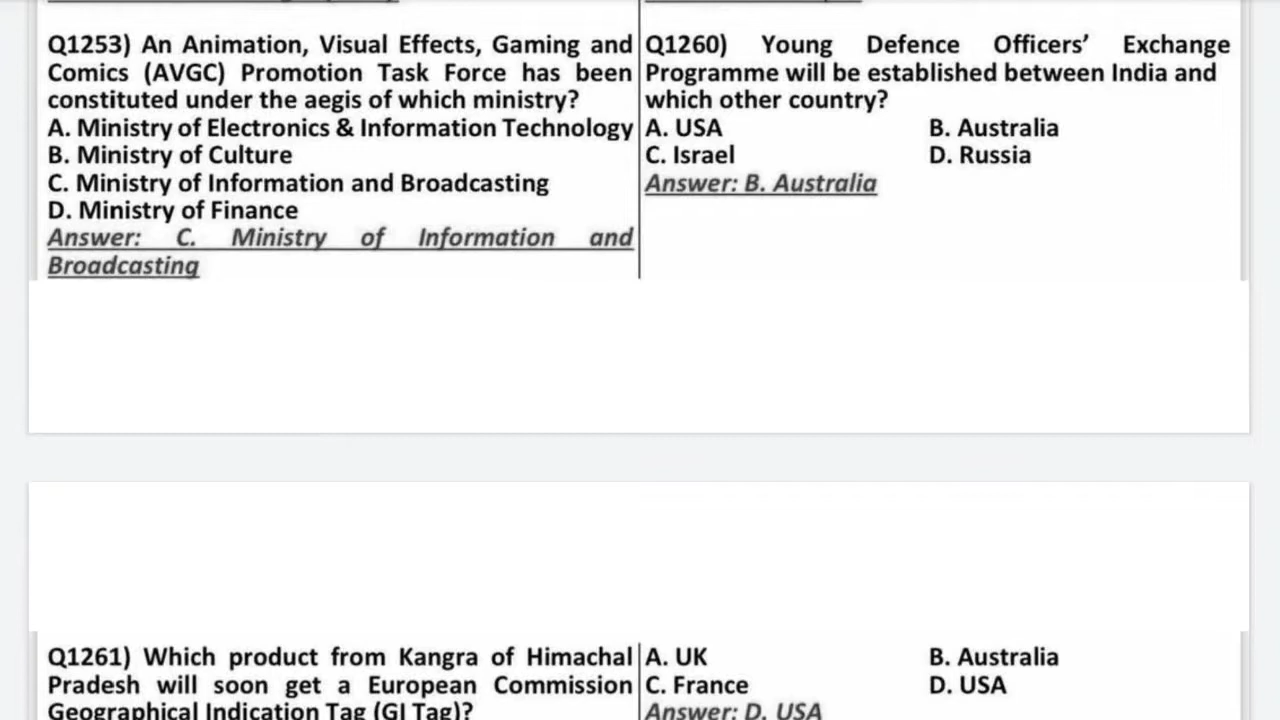 Q1253) An Animation, Visual Effects, Gaming and
Comics (AVGC) Promotion Task Force has been
constituted under the aegis of which ministry?
A. Ministry of Electronics & Information Technology
B. Ministry of Culture
C. Ministry of Information and Broadcasting
D. Ministry of Finance
Answer: C. Ministry of Information and
Broadcasting
Q1260) Young Defence Officers’ Exchange
Programme will be established between India and
which other country?
A. USA B. Australia
C. Israel D. Russia
Answer: B. Australia
Q1261) Which product from Kangra of Himachal
Pradesh will soon get a European Commission
Geographical Indication Tag (GI Tag)?
A. UK B. Australia
C. France D. USA
Answer: D. USA